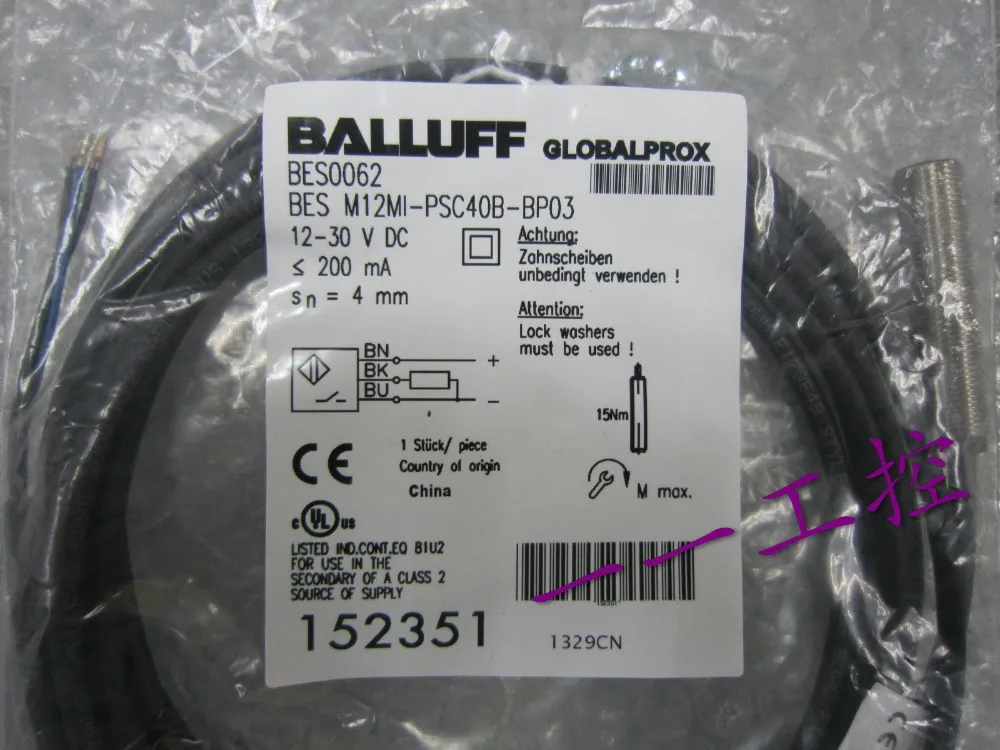 BALLUFF GLOBALPROX
BES0062
BES M12MI-PSC40B-BP03
12-30 V DC
≤ 200 mA
sn = 4 mm
Achtung:
Zahnscheiben
unbedingt verwenden !
Attention:
Lock washers
must be used !
BN +
BK
BU −
15Nm
M max.
1 Stück/ piece
Country of origin
China
CE
c UL us
LISTED IND.CONT.EQ 81U2
FOR USE IN THE
SECONDARY OF A CLASS 2
SOURCE OF SUPPLY
152351
152351
1329CN
一一工控